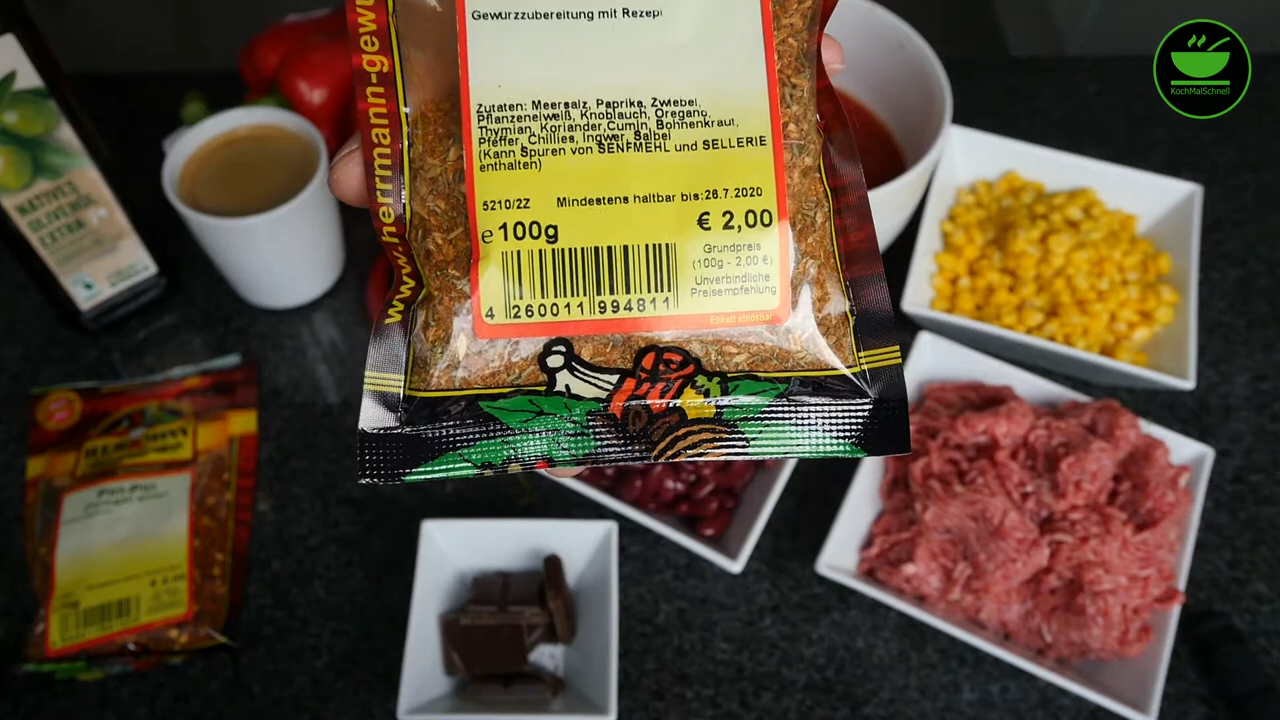 Gewürzzubereitung mit Rezept
KochMalSchnell
www.herrmann-gewü
Zutaten: Meersalz, Paprika, Zwiebel,
Pflanzeneiweiß, Knoblauch, Oregano,
Thymian, Koriander,Cumin, Bohnenkraut,
Pfeffer, Chillies, Ingwer, Salbei
(Kann Spuren von SENFMEHL und SELLERIE
enthalten)
5210/2Z Mindestens haltbar bis:26.7.2020
e 100g € 2,00
Grundpreis
(100g - 2,00 €)
Unverbindliche
Preisempfehlung
4 260011 994811
Etikett ablösbar
NATIVES
OLIVENÖL
EXTRA